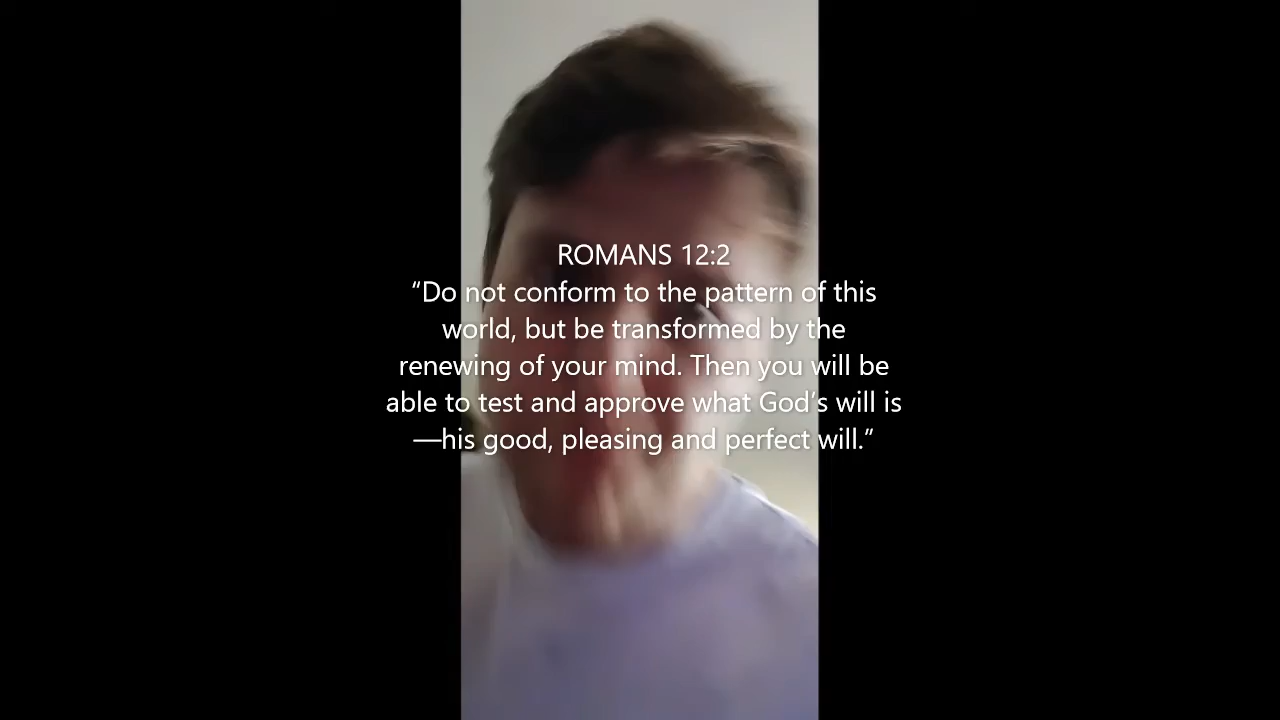 ROMANS 12:2
“Do not conform to the pattern of this
world, but be transformed by the
renewing of your mind. Then you will be
able to test and approve what God’s will is
—his good, pleasing and perfect will.”